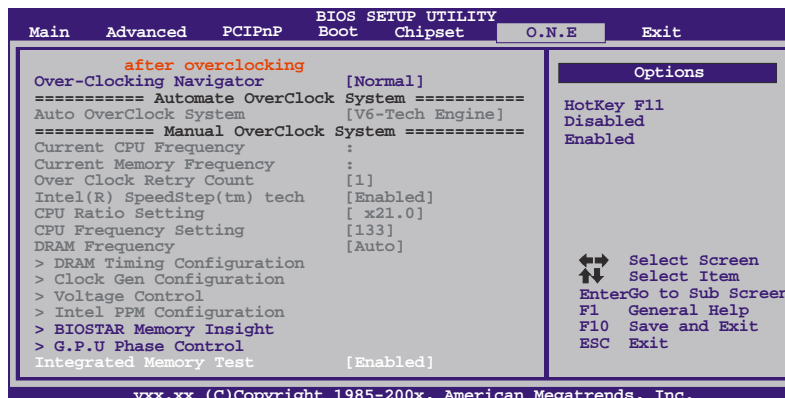 BIOS SETUP UTILITY
Main Advanced PCIPnP Boot Chipset O.N.E Exit
after overclocking
Over-Clocking Navigator [Normal]
=========== Automate OverClock System ===========
Auto OverClock System [V6-Tech Engine]
============ Manual OverClock System ============
Current CPU Frequency :
Current Memory Frequency :
Over Clock Retry Count [1]
Intel(R) SpeedStep(tm) tech [Enabled]
CPU Ratio Setting [ x21.0]
CPU Frequency Setting [133]
DRAM Frequency [Auto]
> DRAM Timing Configuration
> Clock Gen Configuration
> Voltage Control
> Intel PPM Configuration
> BIOSTAR Memory Insight
> G.P.U Phase Control
Integrated Memory Test [Enabled]
Options
HotKey F11
Disabled
Enabled
Select Screen
Select Item
EnterGo to Sub Screen
F1 General Help
F10 Save and Exit
ESC Exit
vxx.xx (C)Copyright 1985-200x, American Megatrends, Inc.